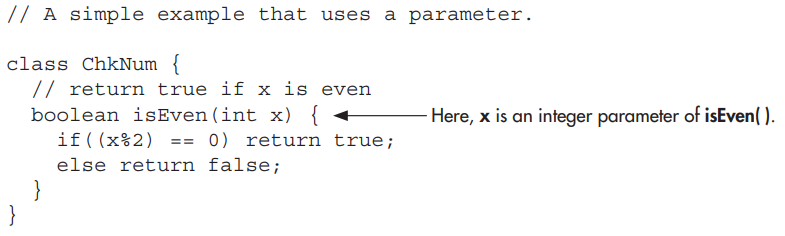 // A simple example that uses a parameter.
class ChkNum {
// return true if x is even
boolean isEven(int x) { Here, x is an integer parameter of isEven( ).
if((x%2) == 0) return true;
else return false;
}
}